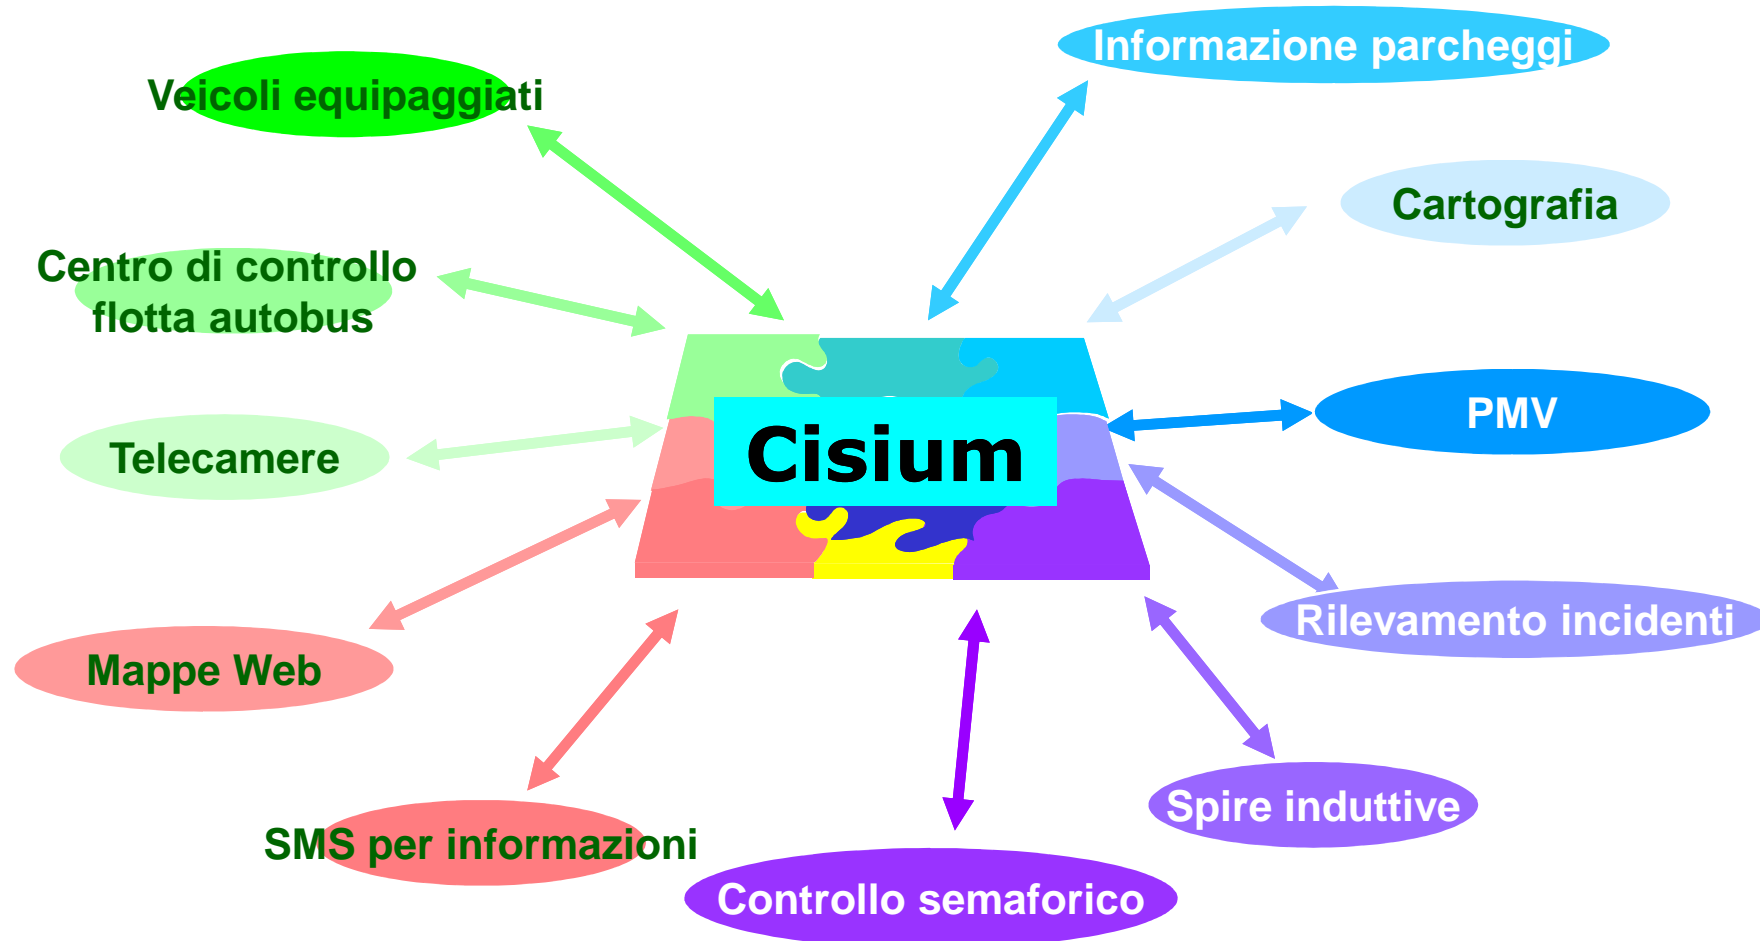 Informazione parcheggi
Veicoli equipaggiati
Cartografia
Centro di controllo
flotta autobus
PMV
Cisium
Telecamere
Rilevamento incidenti
Mappe Web
Spire induttive
SMS per informazioni
Controllo semaforico